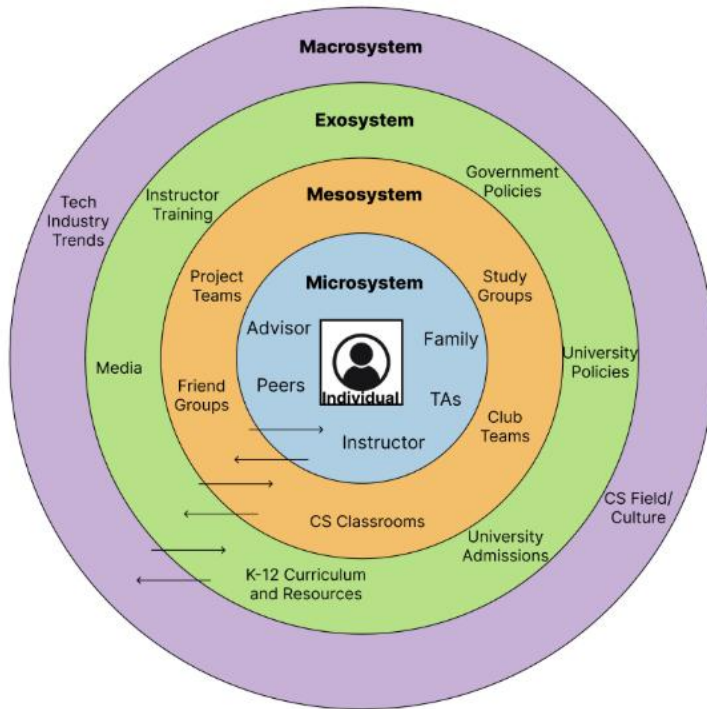 Macrosystem
Exosystem
Government
Policies
Instructor
Training
Tech
Industry
Trends
Mesosystem
Project
Teams
Study
Groups
Microsystem
Advisor
Family
University
Policies
Media
Friend
Groups
Peers
Individual
TAs
Club
Teams
Instructor
CS Field/
Culture
CS Classrooms
University
Admissions
K-12 Curriculum
and Resources